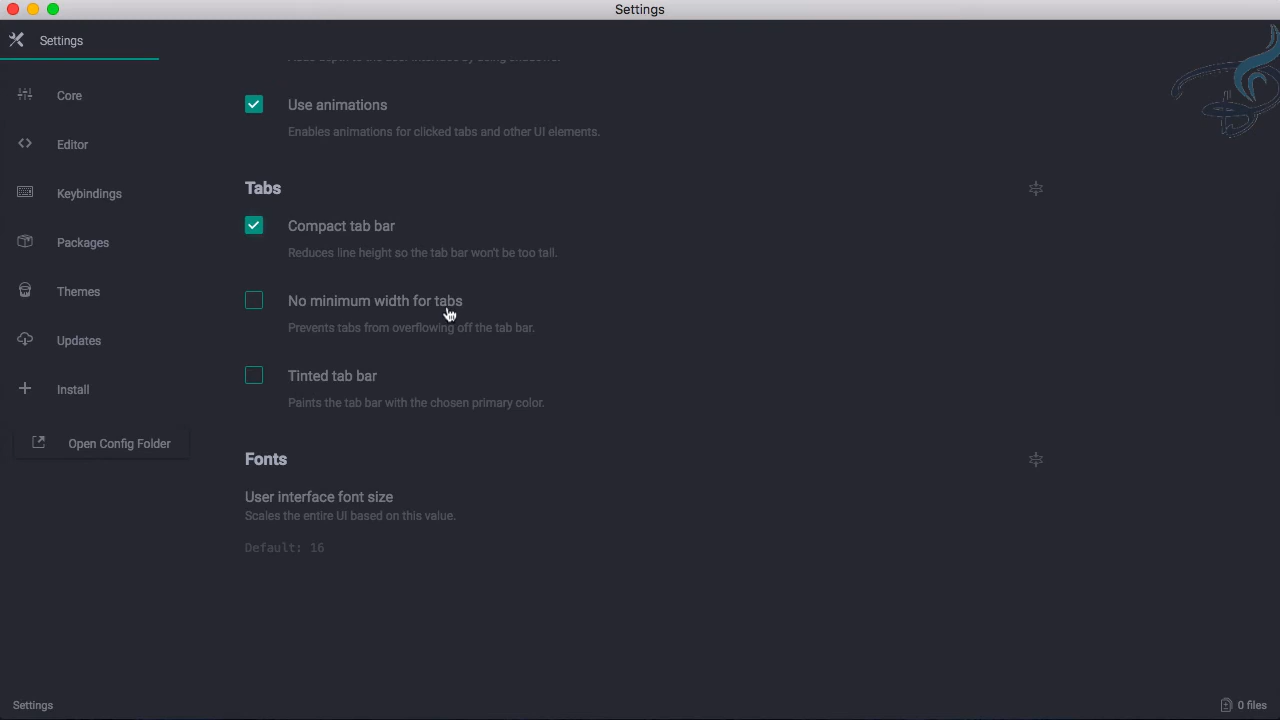 Settings
Settings
Core
Editor
Keybindings
Packages
Themes
Updates
Install
Open Config Folder
Use animations
Enables animations for clicked tabs and other UI elements.
Tabs
Compact tab bar
Reduces line height so the tab bar won't be too tall.
No minimum width for tabs
Prevents tabs from overflowing off the tab bar.
Tinted tab bar
Paints the tab bar with the chosen primary color.
Fonts
User interface font size
Scales the entire UI based on this value.
Default: 16
Settings
0 files